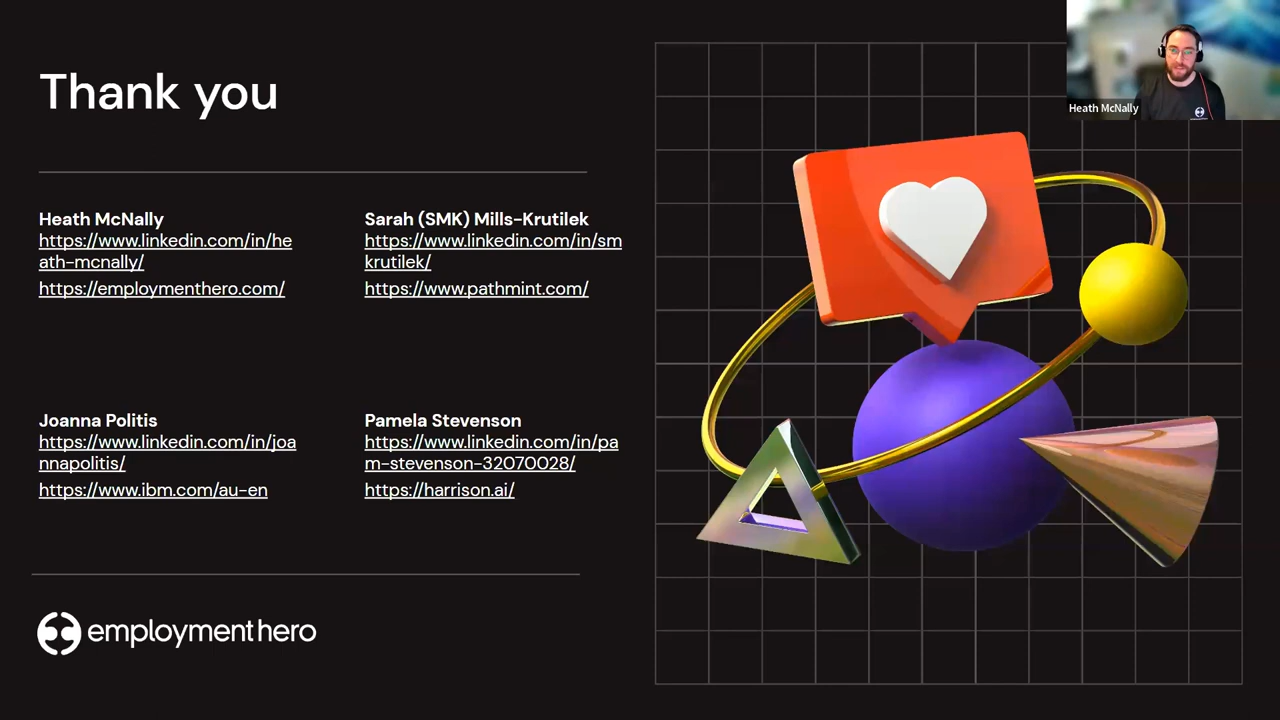 Thank you
Heath McNally
https://www.linkedin.com/in/he
ath-mcnally/
https://employmenthero.com/
Sarah (SMK) Mills-Krutilek
https://www.linkedin.com/in/sm
krutilek/
https://www.pathmint.com/
Joanna Politis
https://www.linkedin.com/in/joa
nnapolitis/
https://www.ibm.com/au-en
Pamela Stevenson
https://www.linkedin.com/in/pa
m-stevenson-32070028/
https://harrison.ai/
employmenthero
Heath McNally